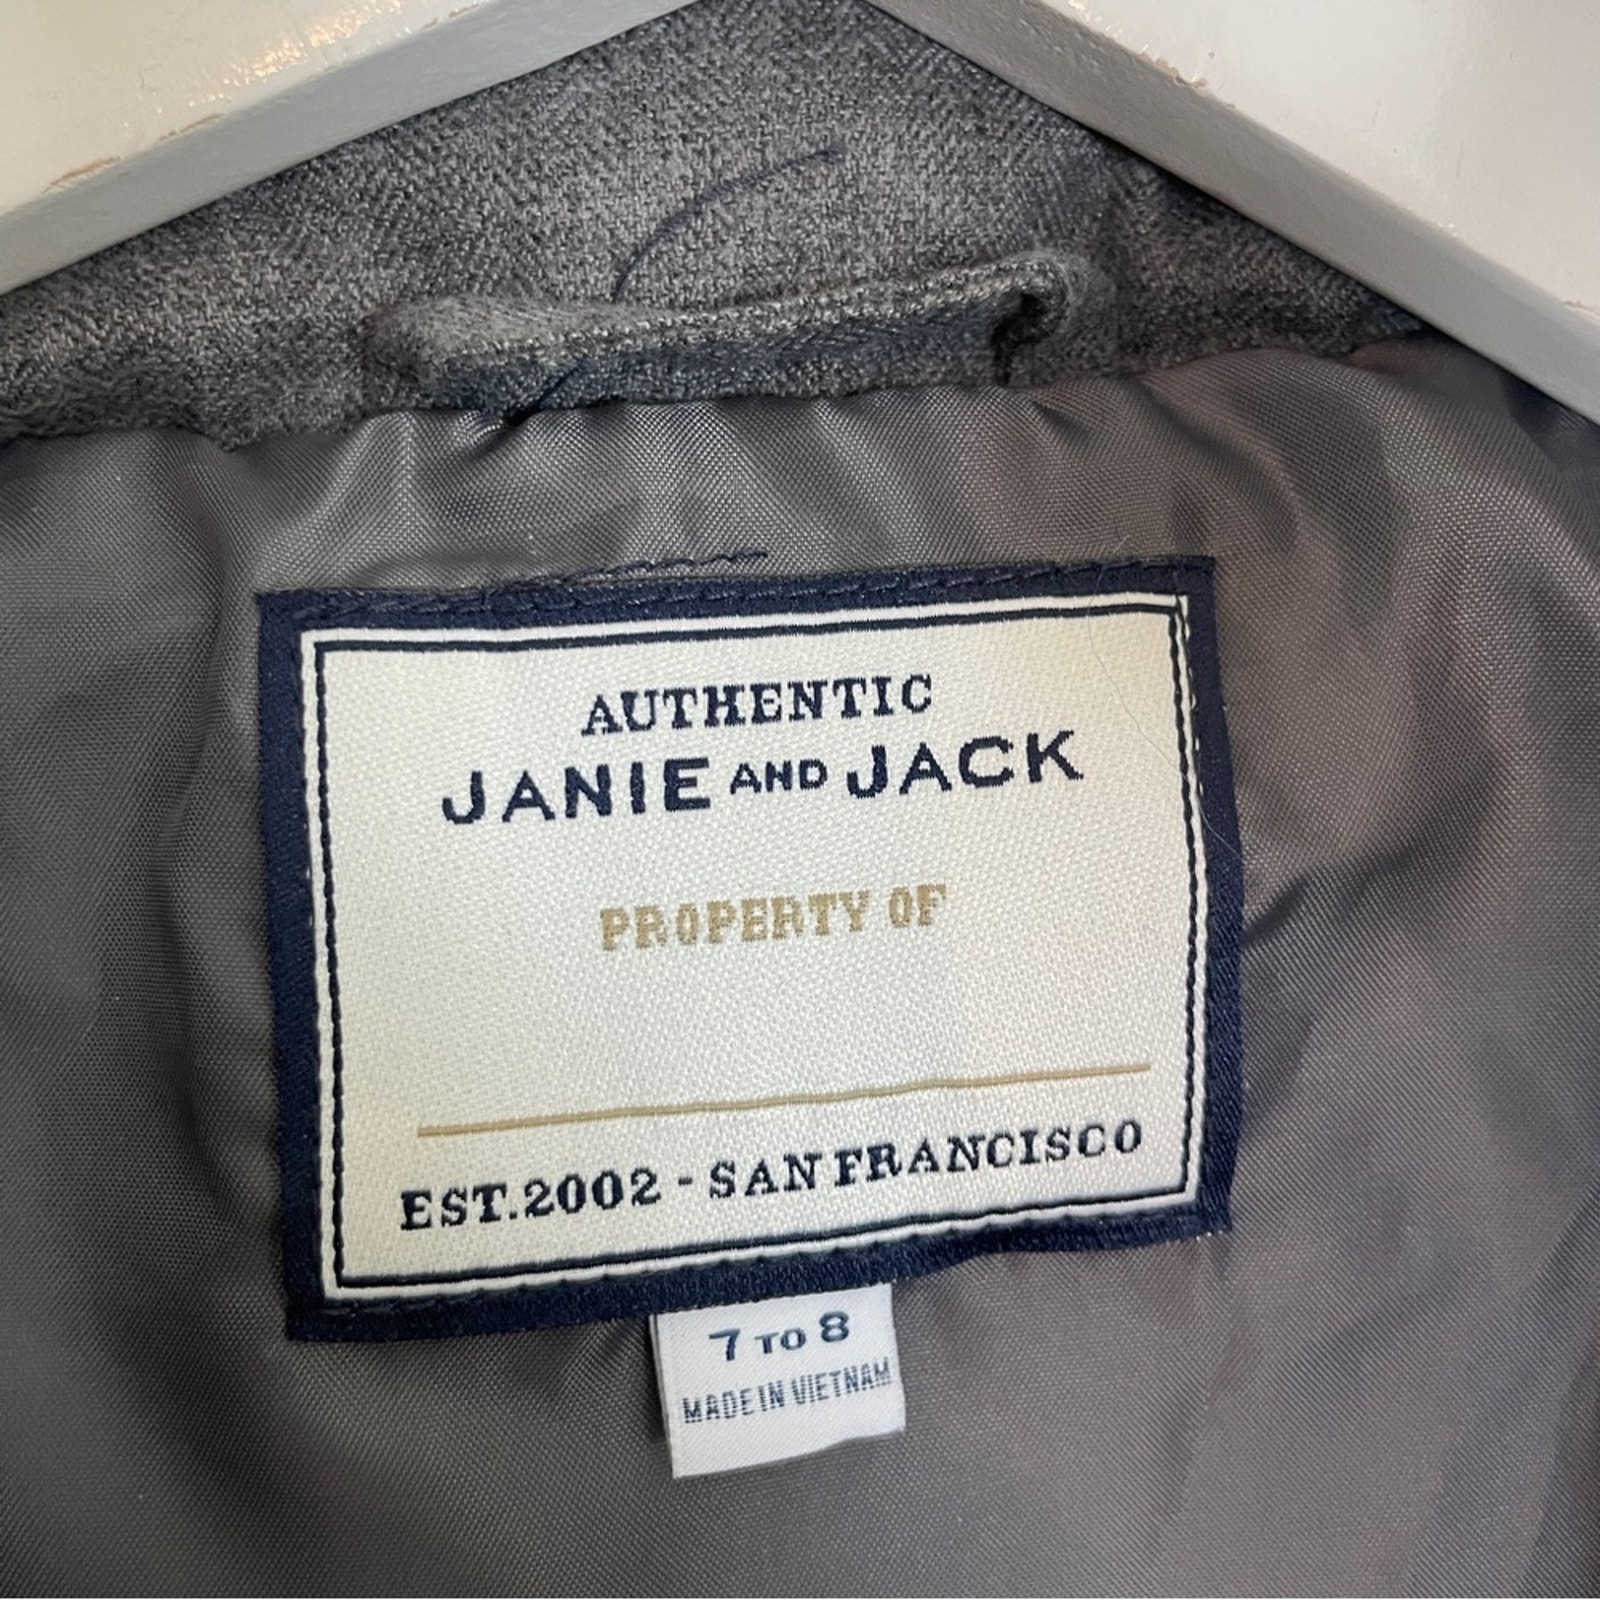 AUTHENTIC
JANIE AND JACK
PROPERTY OF
EST.2002 - SAN FRANCISCO
7 TO 8
MADE IN VIETNAM